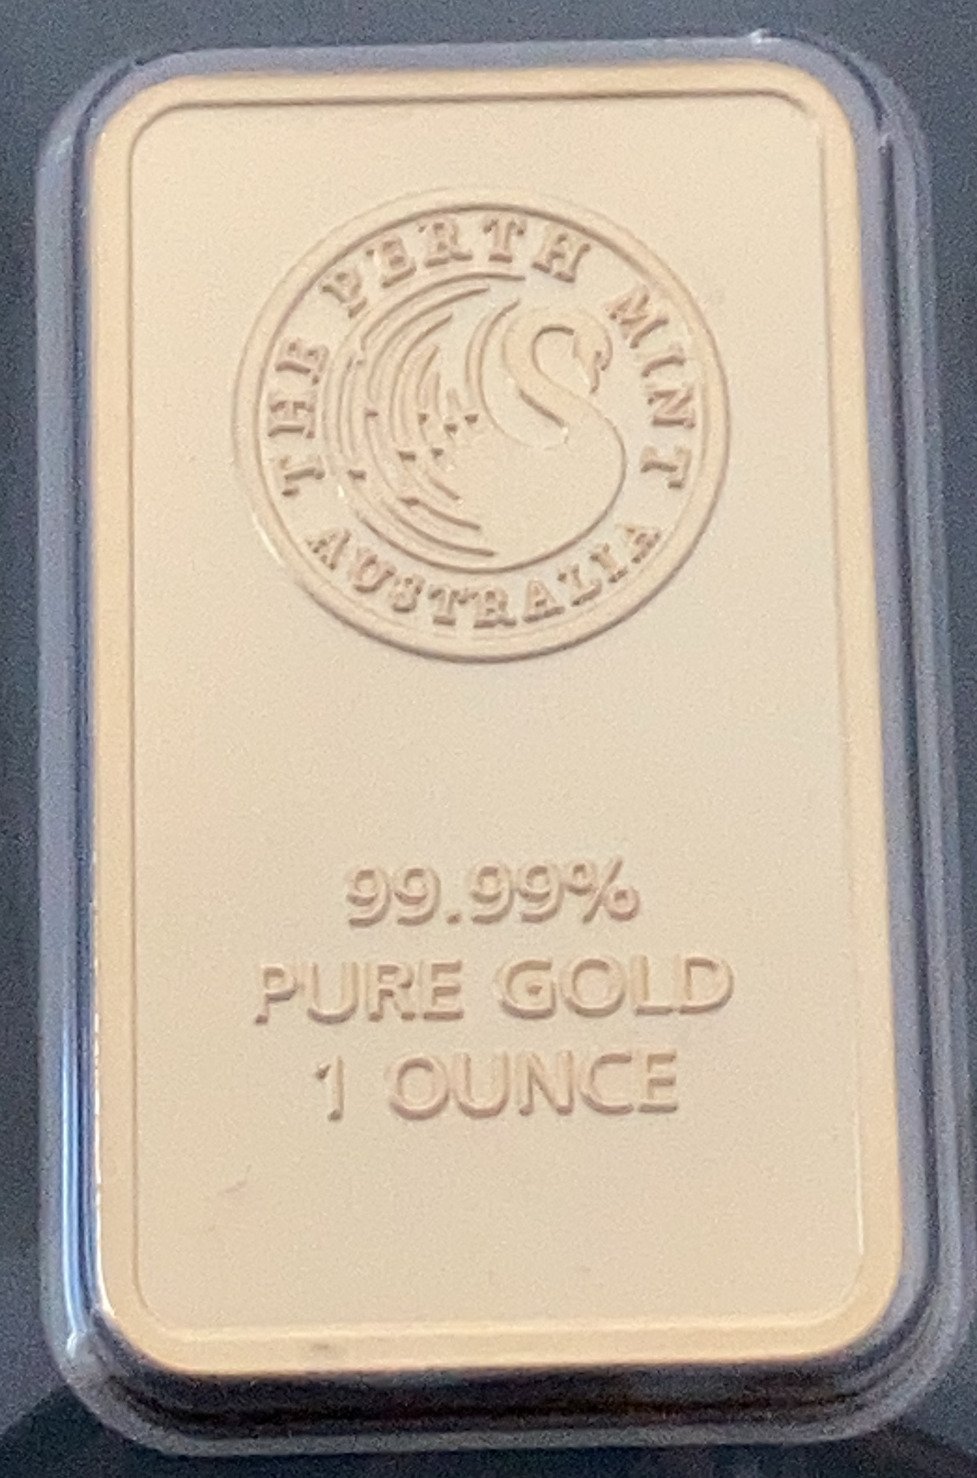 THE PERTH MINT
AUSTRALIA
99.99%
PURE GOLD
1 OUNCE